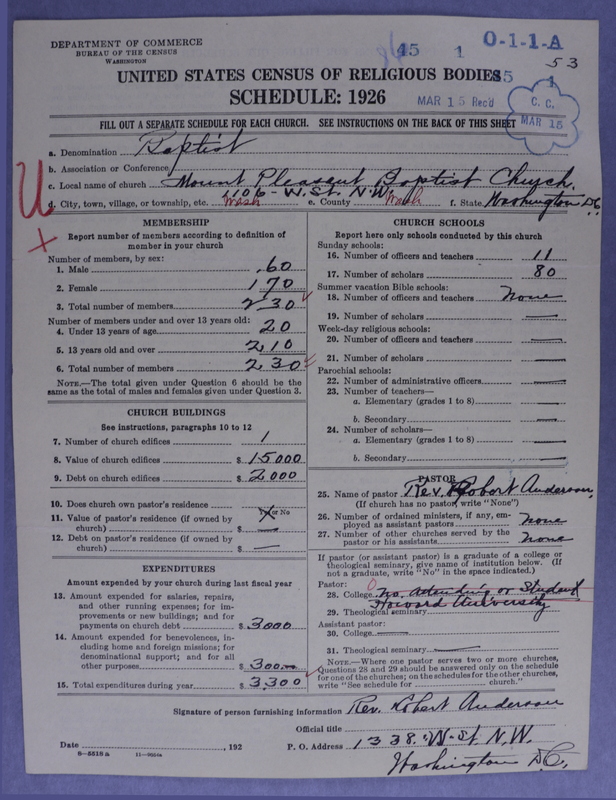 DEPARTMENT OF COMMERCE
BUREAU OF THE CENSUS
WASHINGTON
45 1 O-1-1-A
53
UNITED STATES CENSUS OF RELIGIOUS BODIES
SCHEDULE: 1926
MAR 15 Rec'd
C. C.
MAR 15
FILL OUT A SEPARATE SCHEDULE FOR EACH CHURCH. SEE INSTRUCTIONS ON THE BACK OF THIS SHEET
a. Denomination Baptist
b. Association or Conference
c. Local name of church Mount Pleasant Baptist Church.
1106-W. St. N.W.
d. City, town, village, or township, etc. Wash e. County Wash f. State Washington D.C.
MEMBERSHIP
Report number of members according to definition of
member in your church
Number of members, by sex:
1. Male 60
2. Female 170
3. Total number of members 230
Number of members under and over 13 years old:
4. Under 13 years of age 20
5. 13 years old and over 210
6. Total number of members 230
NOTE.—The total given under Question 6 should be the
same as the total of males and females given under Question 3.
CHURCH BUILDINGS
See instructions, paragraphs 10 to 12
7. Number of church edifices 1
8. Value of church edifices $ 15000
9. Debt on church edifices $ 2000
10. Does church own pastor's residence
Yes or No
11. Value of pastor's residence (if owned by
church) $ —
12. Debt on pastor's residence (if owned by
church) $ —
EXPENDITURES
Amount expended by your church during last fiscal year
13. Amount expended for salaries, repairs,
and other running expenses; for im-
provements or new buildings; and for
payments on church debt $ 3000
14. Amount expended for benevolences, in-
cluding home and foreign missions; for
denominational support; and for all
other purposes $ 300.00
15. Total expenditures during year $ 3300
CHURCH SCHOOLS
Report here only schools conducted by this church
Sunday schools:
16. Number of officers and teachers 11
17. Number of scholars 80
Summer vacation Bible schools:
18. Number of officers and teachers None
19. Number of scholars —
Week-day religious schools:
20. Number of officers and teachers —
21. Number of scholars —
Parochial schools:
22. Number of administrative officers —
23. Number of teachers—
a. Elementary (grades 1 to 8) —
b. Secondary —
24. Number of scholars—
a. Elementary (grades 1 to 8) —
b. Secondary —
PASTOR
25. Name of pastor Rev. Robert Anderson,
(If church has no pastor, write "None")
26. Number of ordained ministers, if any, em-
ployed as assistant pastors none
27. Number of other churches served by the
pastor or his assistants none
If pastor (or assistant pastor) is a graduate of a college or
theological seminary, give name of institution below. (If
not a graduate, write "No" in the space indicated.)
Pastor:
28. College No. Attending or Student
Howard University
29. Theological seminary
Assistant pastor:
30. College —
31. Theological seminary —
NOTE.—Where one pastor serves two or more churches,
Questions 28 and 29 should be answered only on the schedule
for one of the churches; on the schedules for the other churches,
write "See schedule for church."
Signature of person furnishing information Rev. Robert Anderson
Official title
Date , 192 P. O. Address 1338. W-St. N.W.
Washington D.C.